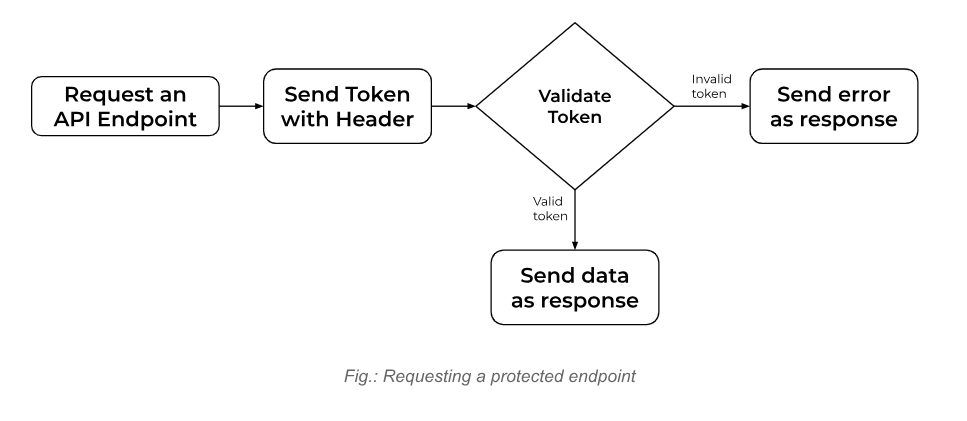 Request an
API Endpoint
Send Token
with Header
Validate
Token
Invalid
token
Send error
as response
Valid
token
Send data
as response
Fig.: Requesting a protected endpoint